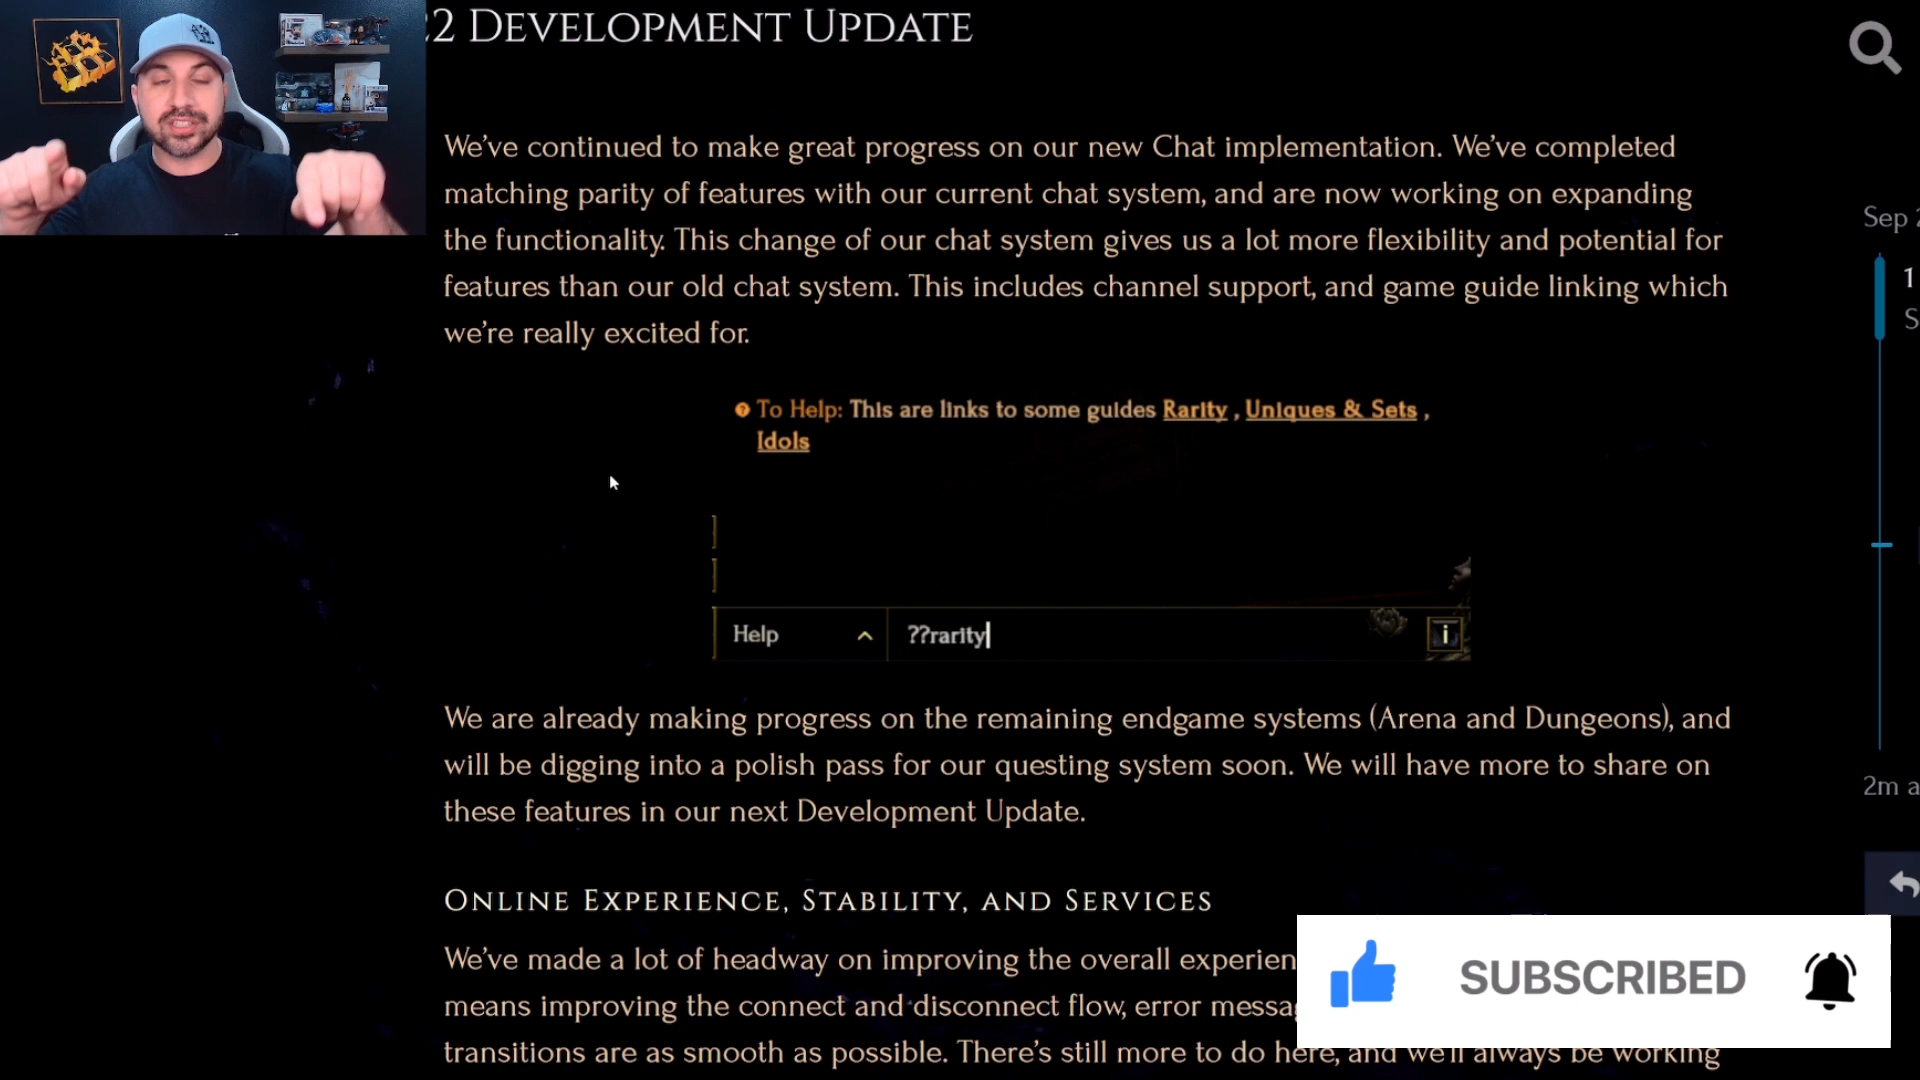 22 DEVELOPMENT UPDATE
We've continued to make great progress on our new Chat implementation. We've completed
matching parity of features with our current chat system, and are now working on expanding
the functionality. This change of our chat system gives us a lot more flexibility and potential for
features than our old chat system. This includes channel support, and game guide linking which
we're really excited for.
To Help: This are links to some guides Rarity , Uniques & Sets ,
Idols
Help ??rarity i
We are already making progress on the remaining endgame systems (Arena and Dungeons), and
will be digging into a polish pass for our questing system soon. We will have more to share on
these features in our next Development Update.
ONLINE EXPERIENCE, STABILITY, AND SERVICES
We've made a lot of headway on improving the overall experien
means improving the connect and disconnect flow, error messag
transitions are as smooth as possible. There's still more to do here, and we'll always be working
Sep 2
1
S
2m a
SUBSCRIBED